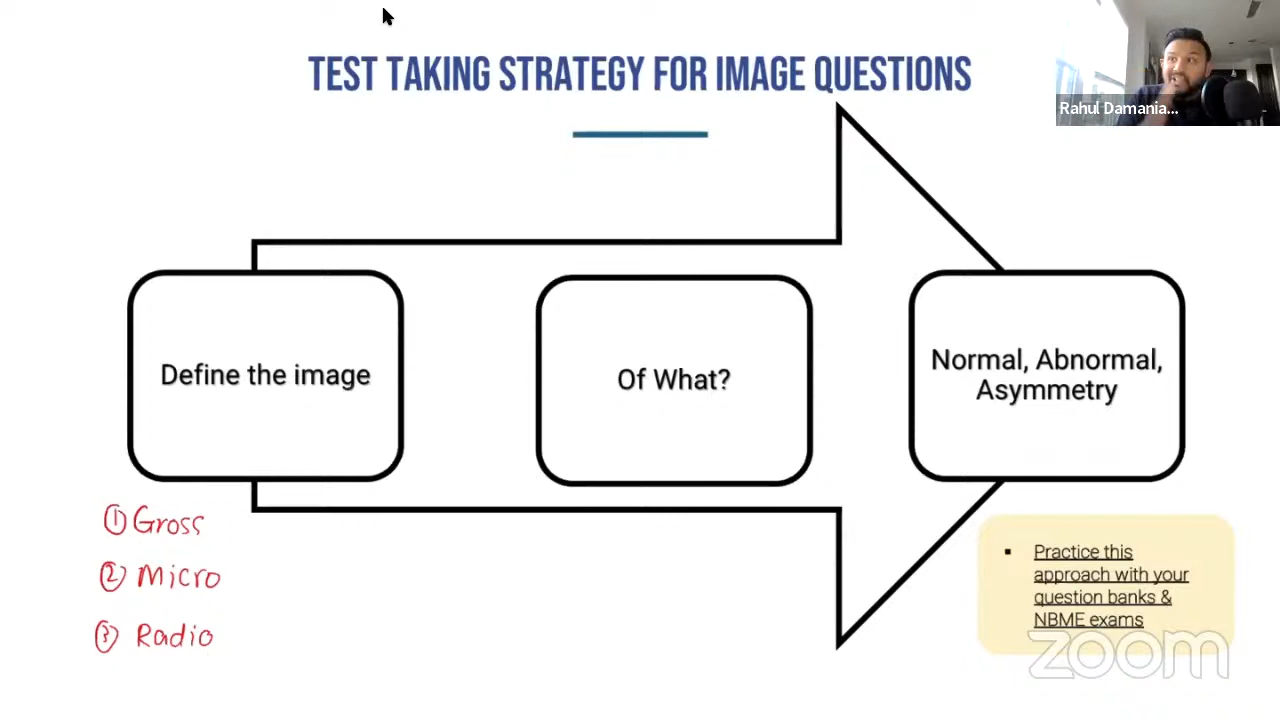 TEST TAKING STRATEGY FOR IMAGE QUESTIONS
Rahul Damania...
Define the image
Of What?
Normal, Abnormal,
Asymmetry
① Gross
② Micro
③ Radio
▪ Practice this
approach with your
question banks &
NBME exams
zoom